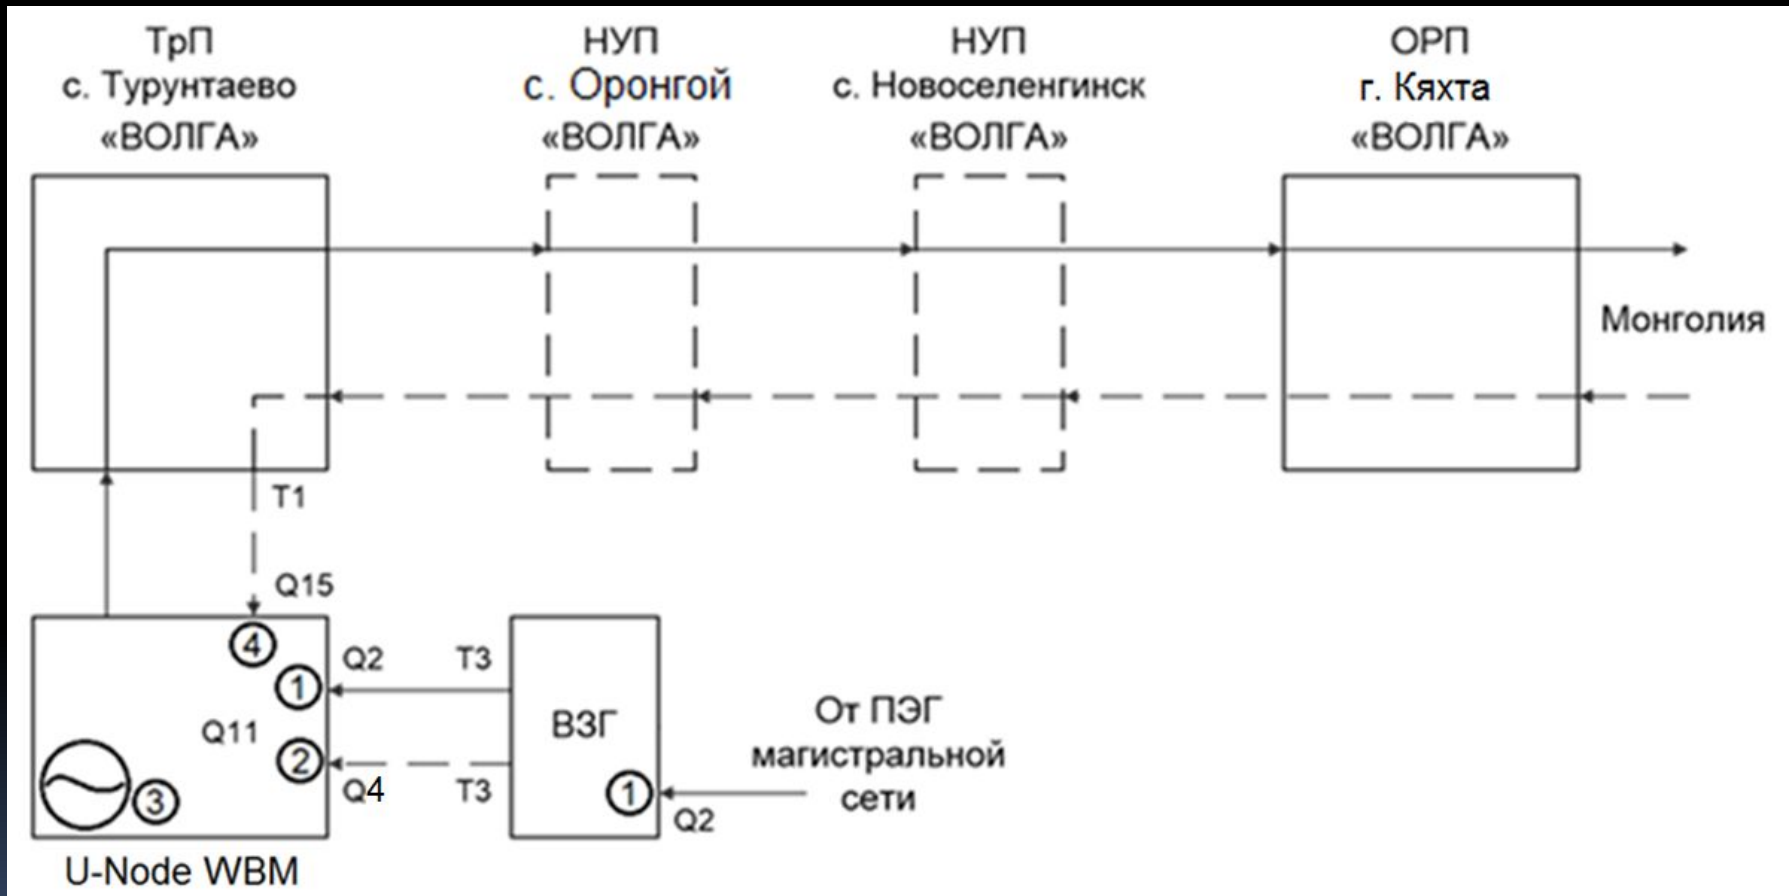 ТрП
с. Турунтаево
«ВОЛГА»
НУП
с. Оронгой
«ВОЛГА»
НУП
с. Новоселенгинск
«ВОЛГА»
ОРП
г. Кяхта
«ВОЛГА»
Монголия
T1
Q15
4
1
Q2
T3
Q11
2
Q4
T3
3
ВЗГ
1
Q2
От ПЭГ
магистральной
сети
U-Node WBM